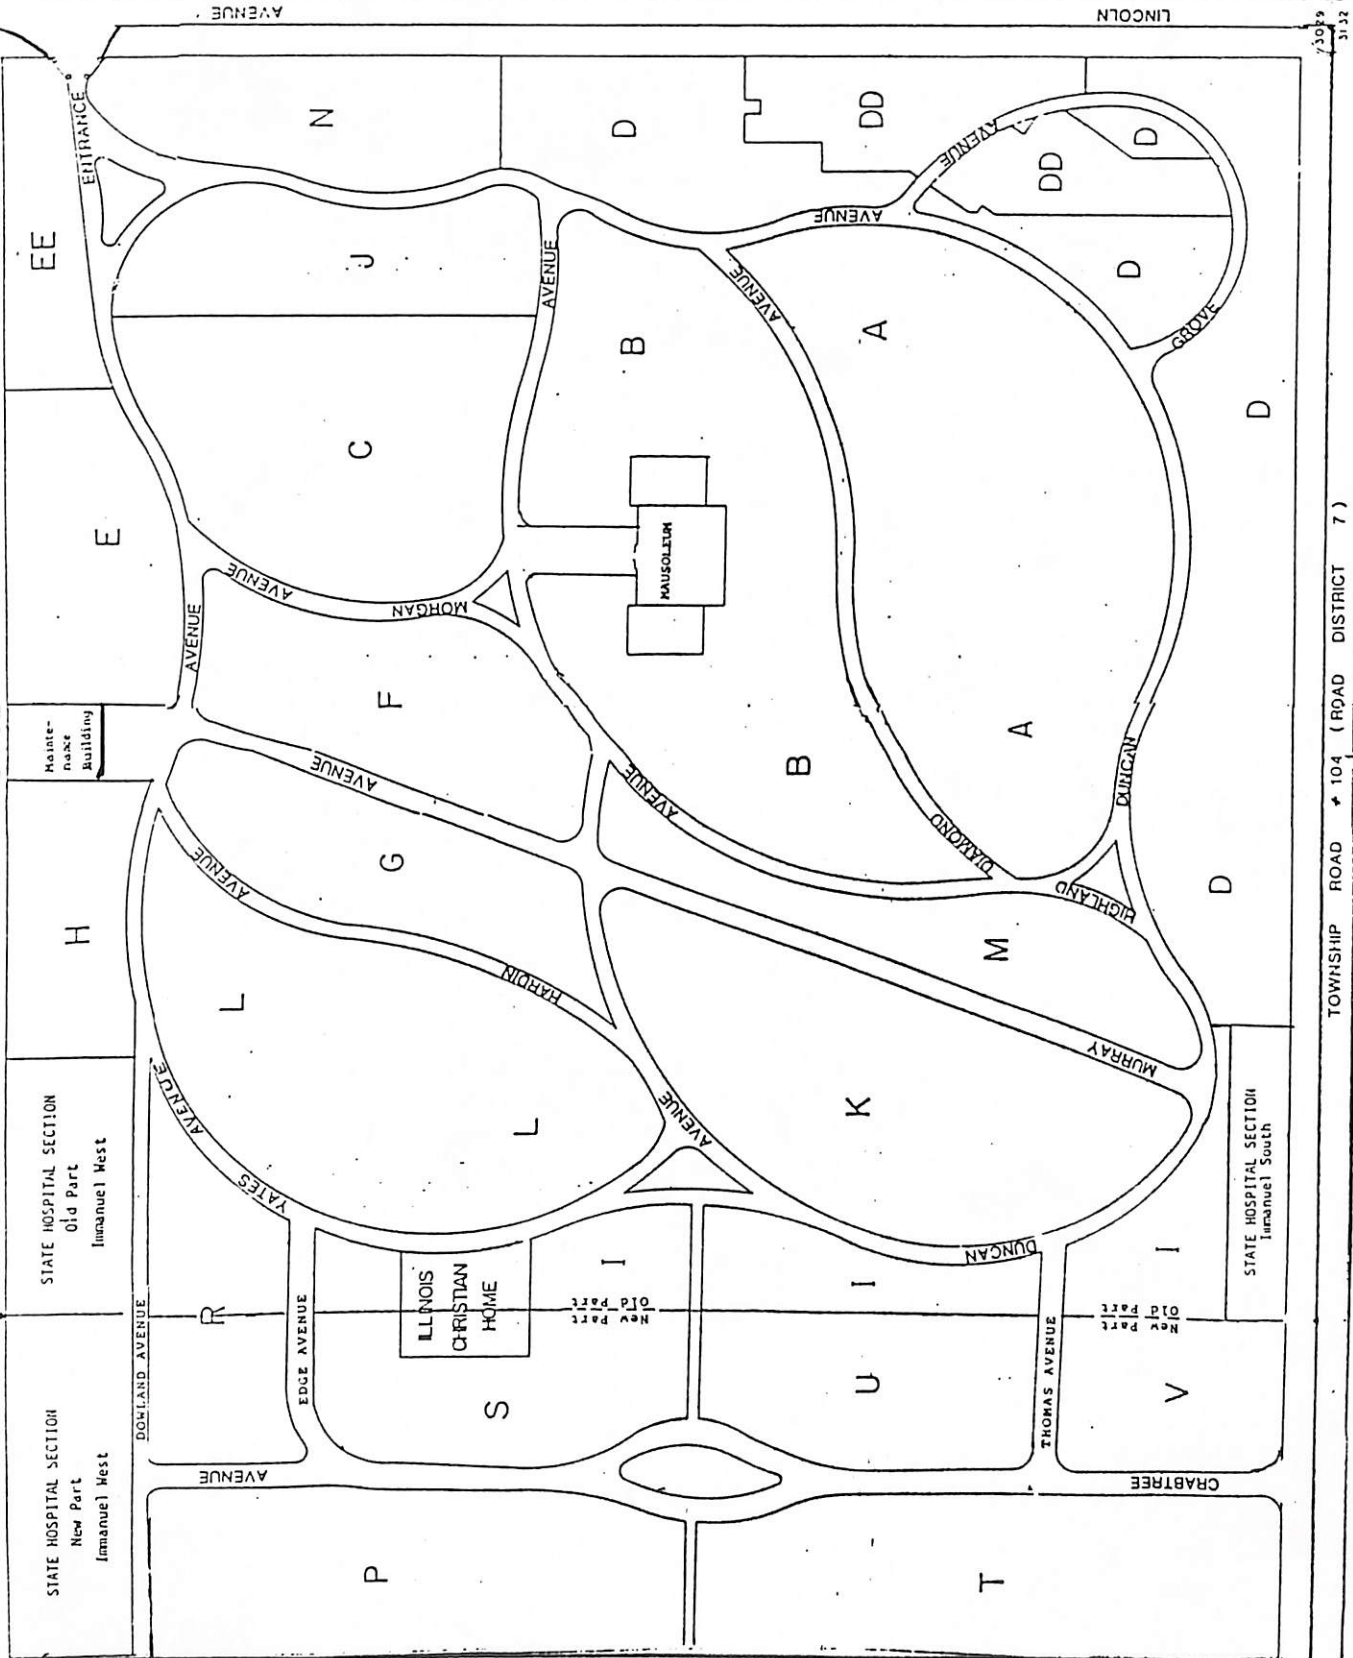 AVENUE
LINCOLN
73029
3132
ENTRANCE
N
D
DD
AVENUE
D
DD
EE
J
AVENUE
AVENUE
AVENUE
D
GROVE
B
A
C
D
E
MAUSOLEUM
AVENUE
MORGAN
AVENUE
F
Mainte-
nance
Building
AVENUE
AVENUE
B
A
DUNCAN
DIAMOND
HIGHLAND
D
G
AVENUE
H
HARDIN
M
L
MURRAY
AVENUE
YATES
L
AVENUE
K
STATE HOSPITAL SECTION
Old Part
Immanuel West
STATE HOSPITAL SECTION
Immanuel South
DUNCAN
I
I
I
ILLINOIS
CHRISTIAN
HOME
R
Old Part
New Part
Old Part
New Part
DOWLAND AVENUE
EDGE AVENUE
THOMAS AVENUE
S
U
V
STATE HOSPITAL SECTION
New Part
Immanuel West
AVENUE
CRABTREE
P
T
TOWNSHIP ROAD # 104 (ROAD DISTRICT 7)